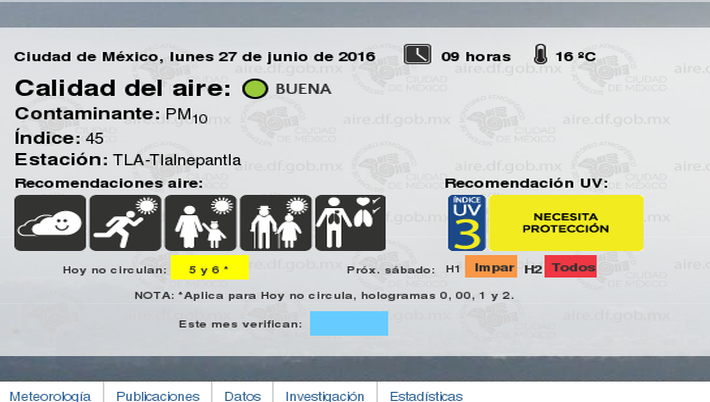 Ciudad de México, lunes 27 de junio de 2016 09 horas 16 ºC
Calidad del aire: BUENA
Contaminante: PM10
Índice: 45
Estación: TLA-Tlalnepantla
Recomendaciones aire: Recomendación UV:
ÍNDICE
UV
3
NECESITA
PROTECCIÓN
Hoy no circulan: 5 y 6 * Próx. sábado: H1 Impar H2 Todos
NOTA: *Aplica para Hoy no circula, hologramas 0, 00, 1 y 2.
Este mes verifican:
Meteorología Publicaciones Datos Investigación Estadísticas
aire.df.gob.mx
CIUDAD
DE MÉXICO